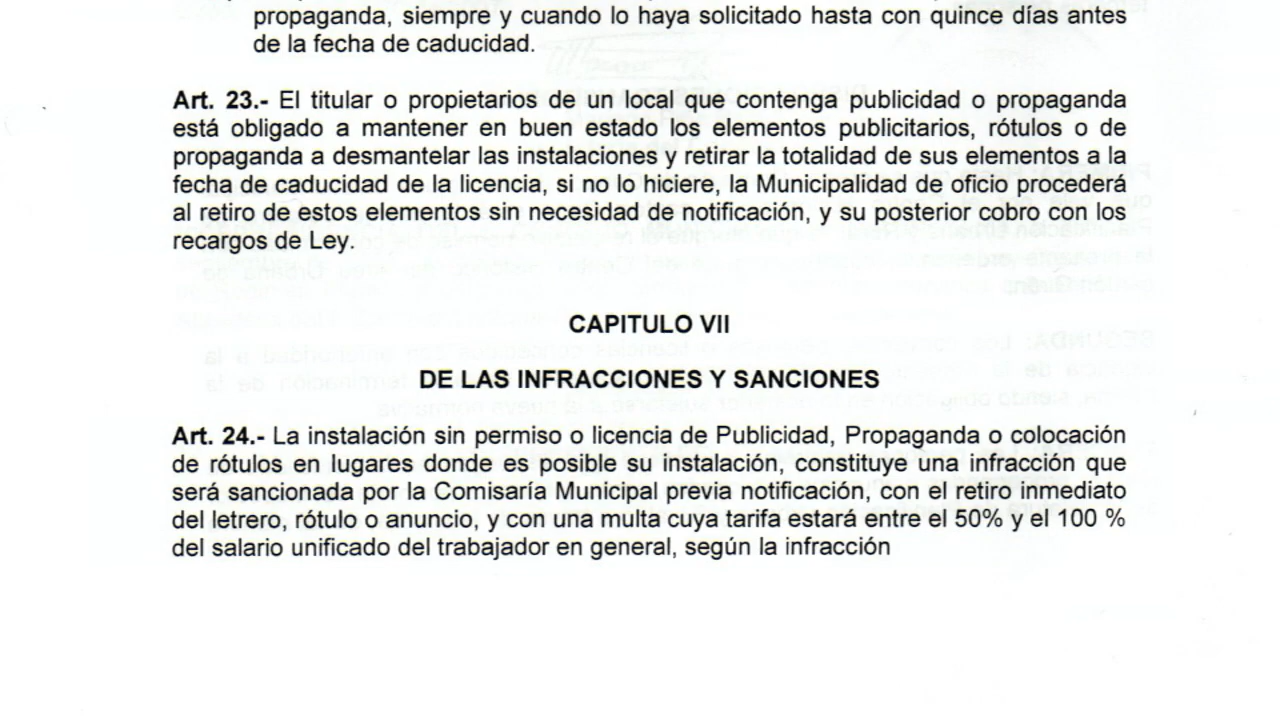 propaganda, siempre y cuando lo haya solicitado hasta con quince días antes
de la fecha de caducidad.
Art. 23.- El titular o propietarios de un local que contenga publicidad o propaganda
está obligado a mantener en buen estado los elementos publicitarios, rótulos o de
propaganda a desmantelar las instalaciones y retirar la totalidad de sus elementos a la
fecha de caducidad de la licencia, si no lo hiciere, la Municipalidad de oficio procederá
al retiro de estos elementos sin necesidad de notificación, y su posterior cobro con los
recargos de Ley.
CAPITULO VII
DE LAS INFRACCIONES Y SANCIONES
Art. 24.- La instalación sin permiso o licencia de Publicidad, Propaganda o colocación
de rótulos en lugares donde es posible su instalación, constituye una infracción que
será sancionada por la Comisaría Municipal previa notificación, con el retiro inmediato
del letrero, rótulo o anuncio, y con una multa cuya tarifa estará entre el 50% y el 100 %
del salario unificado del trabajador en general, según la infracción